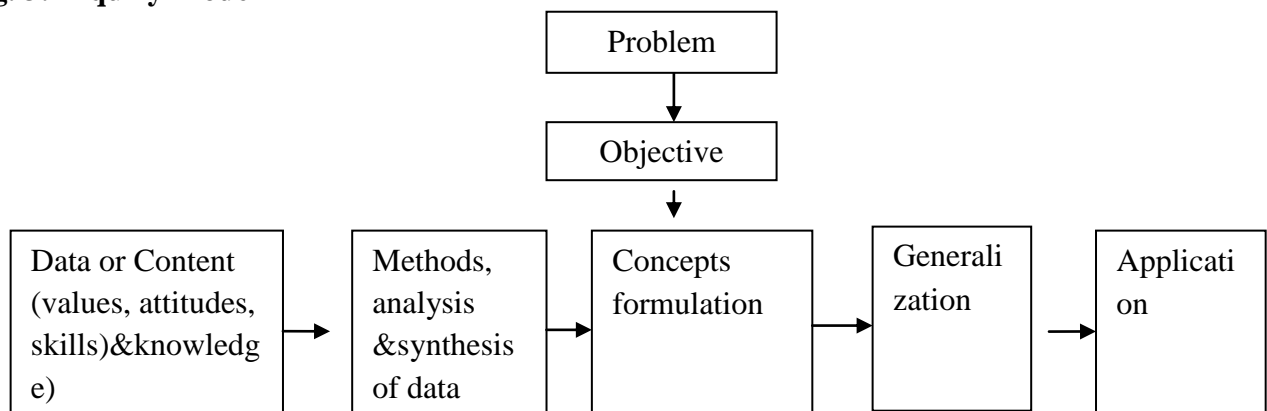 Problem
Objective
Data or Content
(values, attitudes,
skills)&knowledg
e)
Methods,
analysis
&synthesis
of data
Concepts
formulation
Generali
zation
Applicati
on